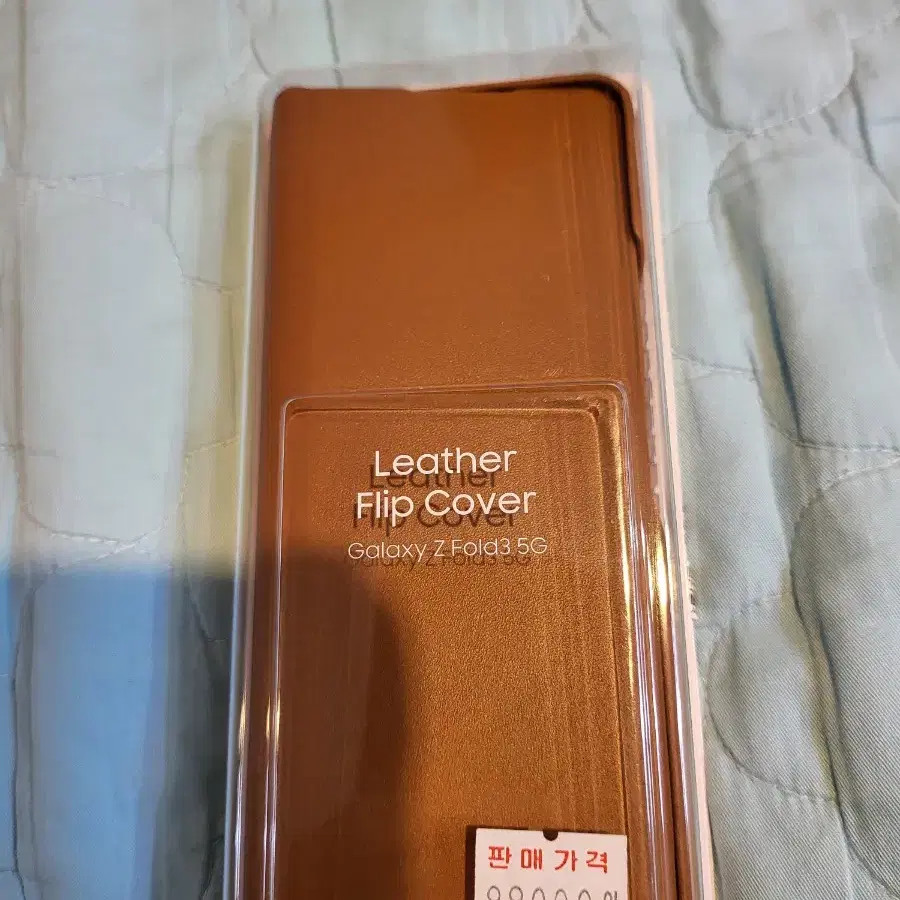 Leather
Flip Cover
Galaxy Z Fold3 5G
판매가격